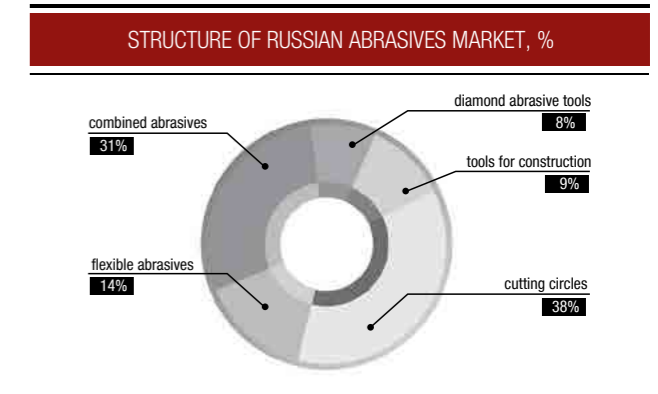 STRUCTURE OF RUSSIAN ABRASIVES MARKET, %
diamond abrasive tools
8%
combined abrasives
31%
tools for construction
9%
flexible abrasives
14%
cutting circles
38%